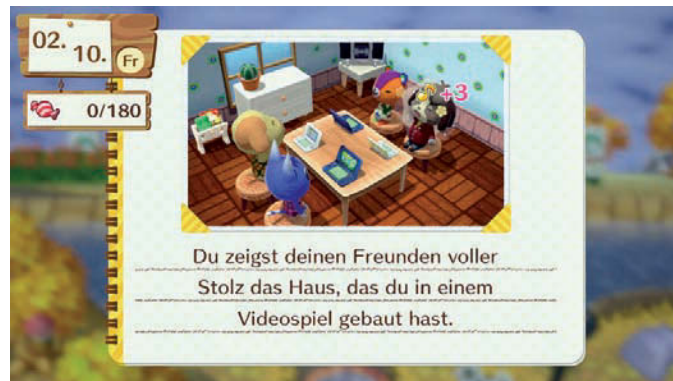 02.
10.
Fr
0/180
+3
Du zeigst deinen Freunden voller
Stolz das Haus, das du in einem
Videospiel gebaut hast.